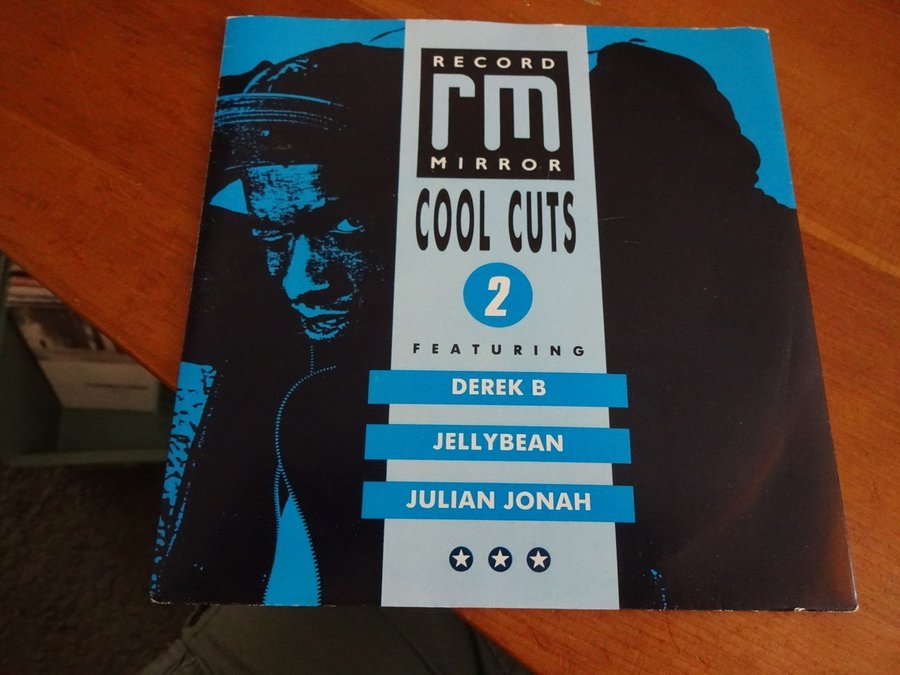 RECORD
rm
MIRROR
COOL CUTS
2
FEATURING
DEREK B
JELLYBEAN
JULIAN JONAH